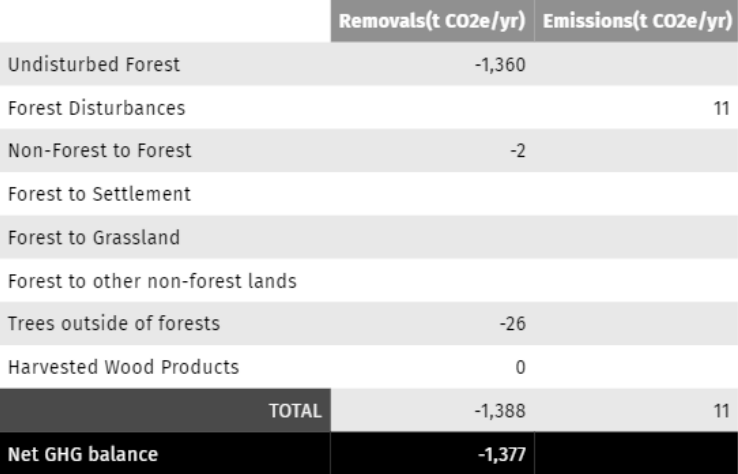 Removals(t CO2e/yr) Emissions(t CO2e/yr)
Undisturbed Forest -1,360
Forest Disturbances 11
Non-Forest to Forest -2
Forest to Settlement
Forest to Grassland
Forest to other non-forest lands
Trees outside of forests -26
Harvested Wood Products 0
TOTAL -1,388 11
Net GHG balance -1,377